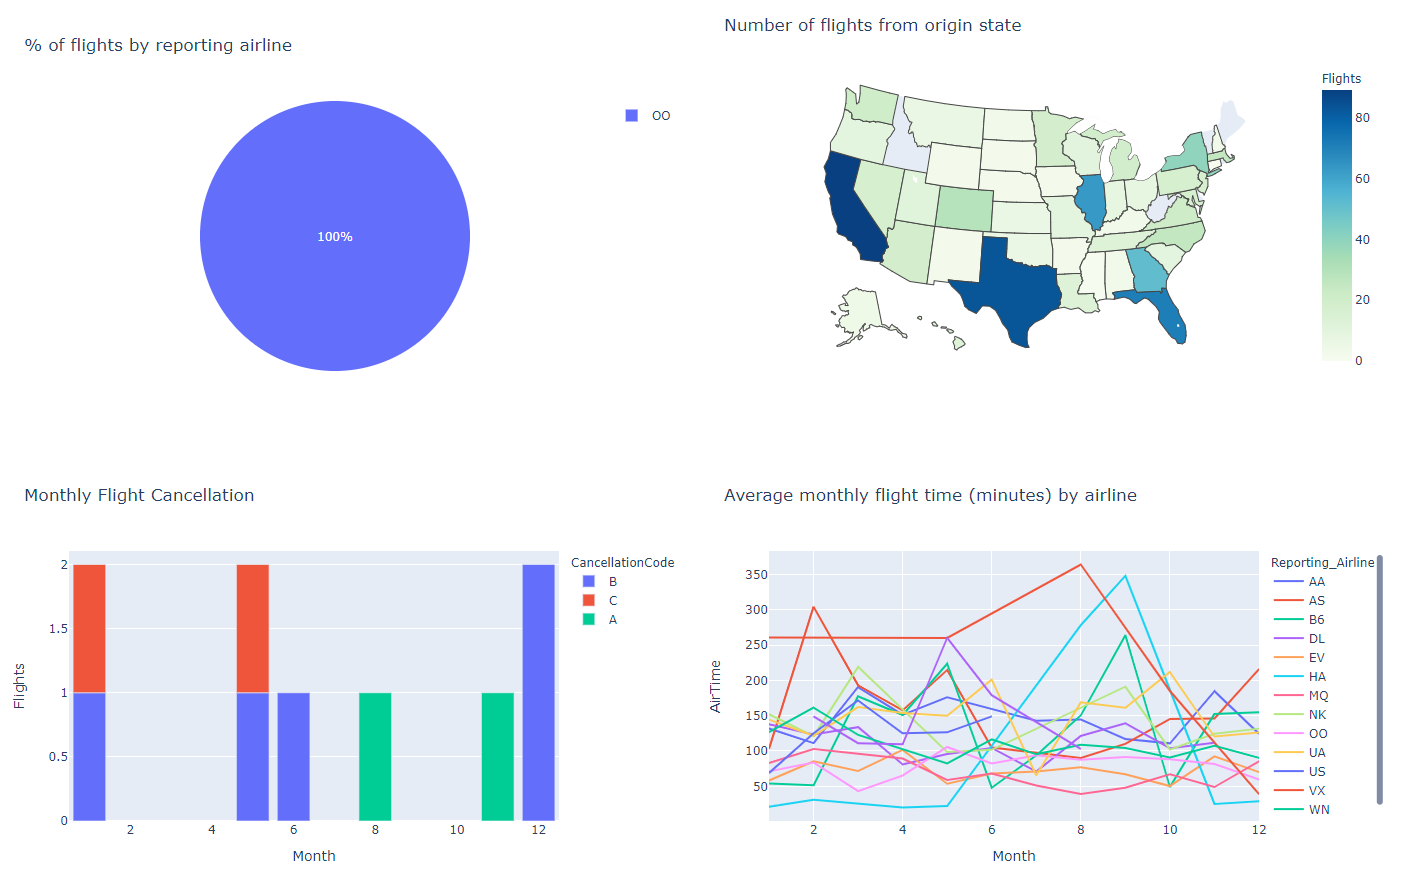 % of flights by reporting airline
OO
100%
Number of flights from origin state
Flights
80
60
40
20
0
Monthly Flight Cancellation
CancellationCode
B
C
A
Flights
2
1.5
1
0.5
0
2 4 6 8 10 12
Month
Average monthly flight time (minutes) by airline
Reporting_Airline
AA
AS
B6
DL
EV
HA
MQ
NK
OO
UA
US
VX
WN
AirTime
350
300
250
200
150
100
50
2 4 6 8 10 12
Month